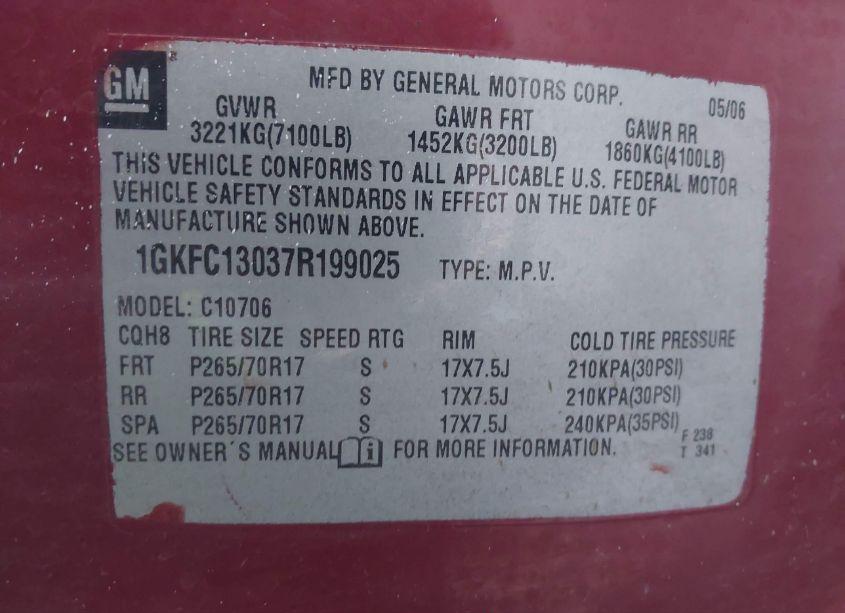 GM
MFD BY GENERAL MOTORS CORP. 05/06
GVWR GAWR FRT GAWR RR
3221KG(7100LB) 1452KG(3200LB) 1860KG(4100LB)
THIS VEHICLE CONFORMS TO ALL APPLICABLE U.S. FEDERAL MOTOR
VEHICLE SAFETY STANDARDS IN EFFECT ON THE DATE OF
MANUFACTURE SHOWN ABOVE.
1GKFC13037R199025 TYPE: M.P.V.
MODEL: C10706
CQH8 TIRE SIZE SPEED RTG RIM COLD TIRE PRESSURE
FRT P265/70R17 S 17X7.5J 210KPA(30PSI)
RR P265/70R17 S 17X7.5J 210KPA(30PSI)
SPA P265/70R17 S 17X7.5J 240KPA(35PSI)
F 238
SEE OWNER´S MANUAL i FOR MORE INFORMATION. T 341